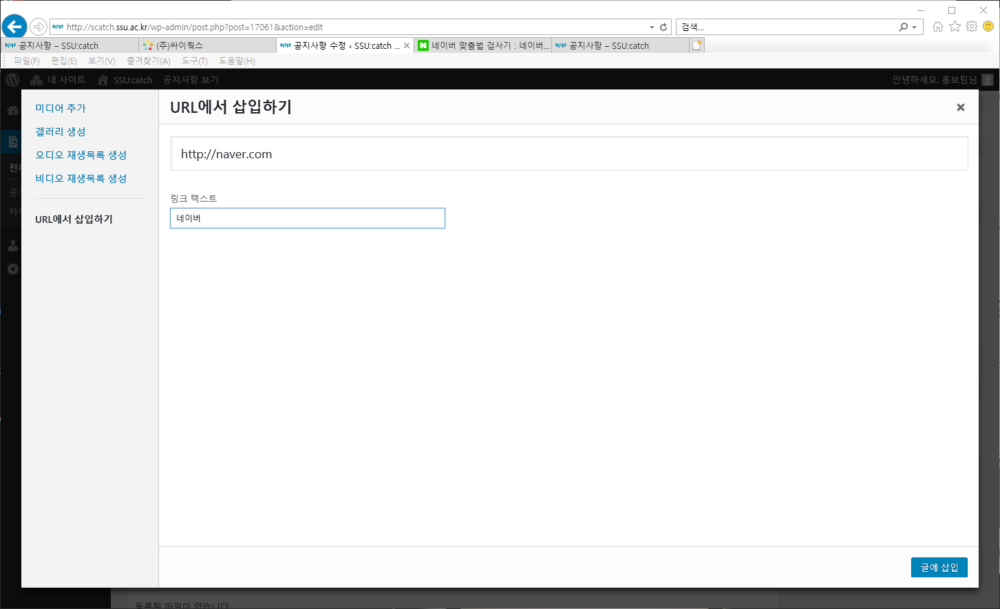 http://scatch.ssu.ac.kr/wp-admin/post.php?post=17061&action=edit
검색...
공지사항 – SSU:catch
(주)싸이웍스
공지사항 수정 ‹ SSU:catch ...
네이버 맞춤법 검사기 : 네이버...
공지사항 – SSU:catch
파일(F) 편집(E) 보기(V) 즐겨찾기(A) 도구(T) 도움말(H)
내 사이트 SSU:catch 공지사항 보기
안녕하세요, 홍보팀님
미디어 추가
갤러리 생성
오디오 재생목록 생성
비디오 재생목록 생성
URL에서 삽입하기
URL에서 삽입하기
http://naver.com
링크 텍스트
네이버
글에 삽입
등록된 파일이 없습니다